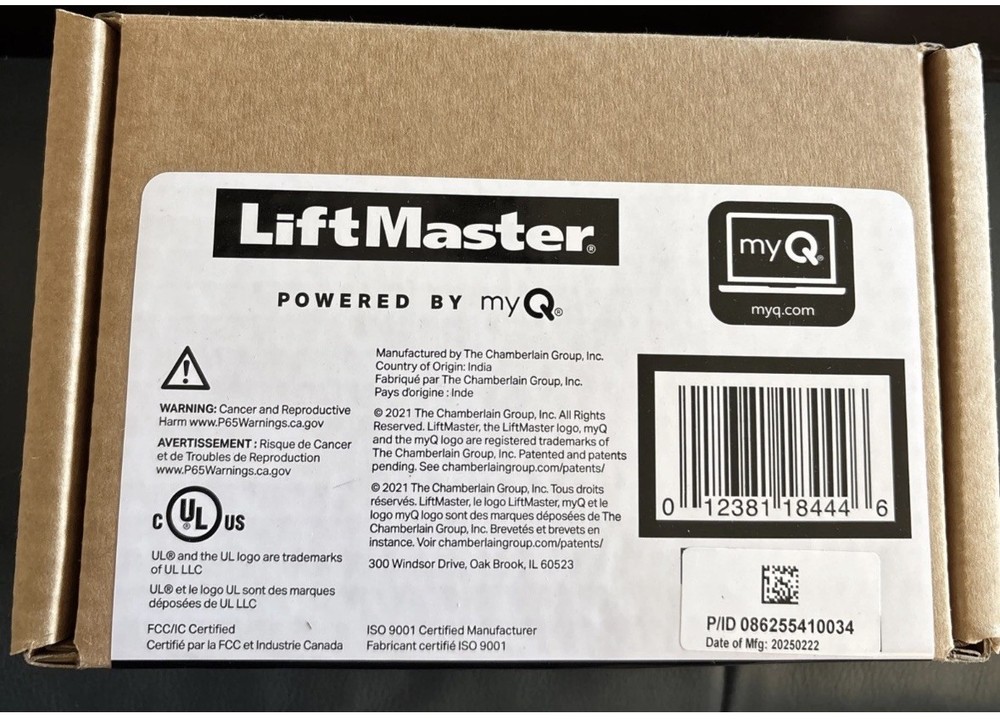 LiftMaster®
POWERED BY myQ®
myQ®
myq.com
WARNING: Cancer and Reproductive
Harm www.P65Warnings.ca.gov
AVERTISSEMENT : Risque de Cancer
et de Troubles de Reproduction
www.P65Warnings.ca.gov
C UL® US
UL® and the UL logo are trademarks
of UL LLC
UL® et le logo UL sont des marques
déposées de UL LLC
FCC/IC Certified
Certifié par la FCC et Industrie Canada
Manufactured by The Chamberlain Group, Inc.
Country of Origin: India
Fabriqué par The Chamberlain Group, Inc.
Pays d'origine : Inde
© 2021 The Chamberlain Group, Inc. All Rights
Reserved. LiftMaster, the LiftMaster logo, myQ
and the myQ logo are registered trademarks of
The Chamberlain Group, Inc. Patented and patents
pending. See chamberlaingroup.com/patents/
© 2021 The Chamberlain Group, Inc. Tous droits
réservés. LiftMaster, le logo LiftMaster, myQ et le
logo myQ logo sont des marques déposées de The
Chamberlain Group, Inc. Brevetés et brevets en
instance. Voir chamberlaingroup.com/patents/
300 Windsor Drive, Oak Brook, IL 60523
ISO 9001 Certified Manufacturer
Fabricant certifié ISO 9001
0 12381 18444 6
P/ID 086255410034
Date of Mfg: 20250222